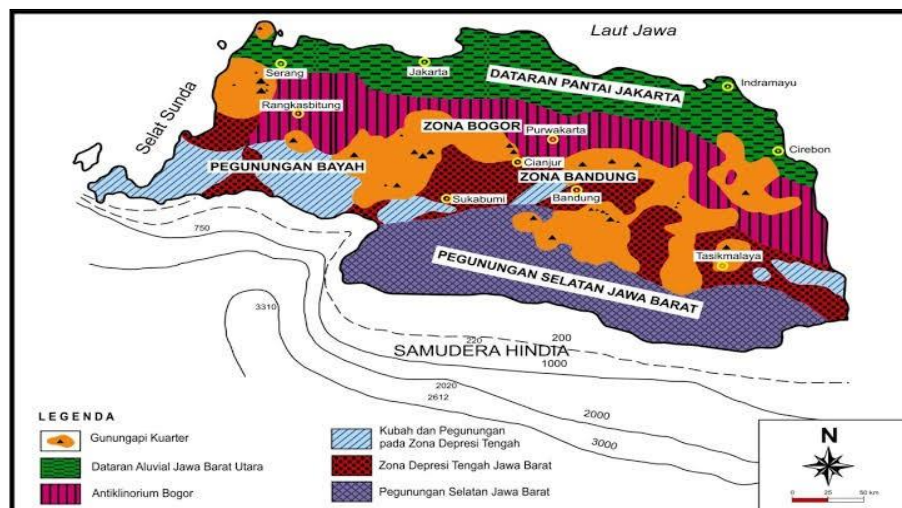 Laut Jawa
Serang
Jakarta
DATARAN PANTAI JAKARTA
Indramayu
Selat Sunda
Rangkasbitung
ZONA BOGOR
Purwakarta
Cirebon
PEGUNUNGAN BAYAH
Cianjur
ZONA BANDUNG
Sukabumi
Bandung
750
Tasikmalaya
PEGUNUNGAN SELATAN JAWA BARAT
3310
220
200
SAMUDERA HINDIA
1000
2020
2612
2000
3000
LEGENDA
Gunungapi Kuarter
Dataran Aluvial Jawa Barat Utara
Antiklinorium Bogor
Kubah dan Pegunungan
pada Zona Depresi Tengah
Zona Depresi Tengah Jawa Barat
Pegunungan Selatan Jawa Barat
N
0 25 50 km